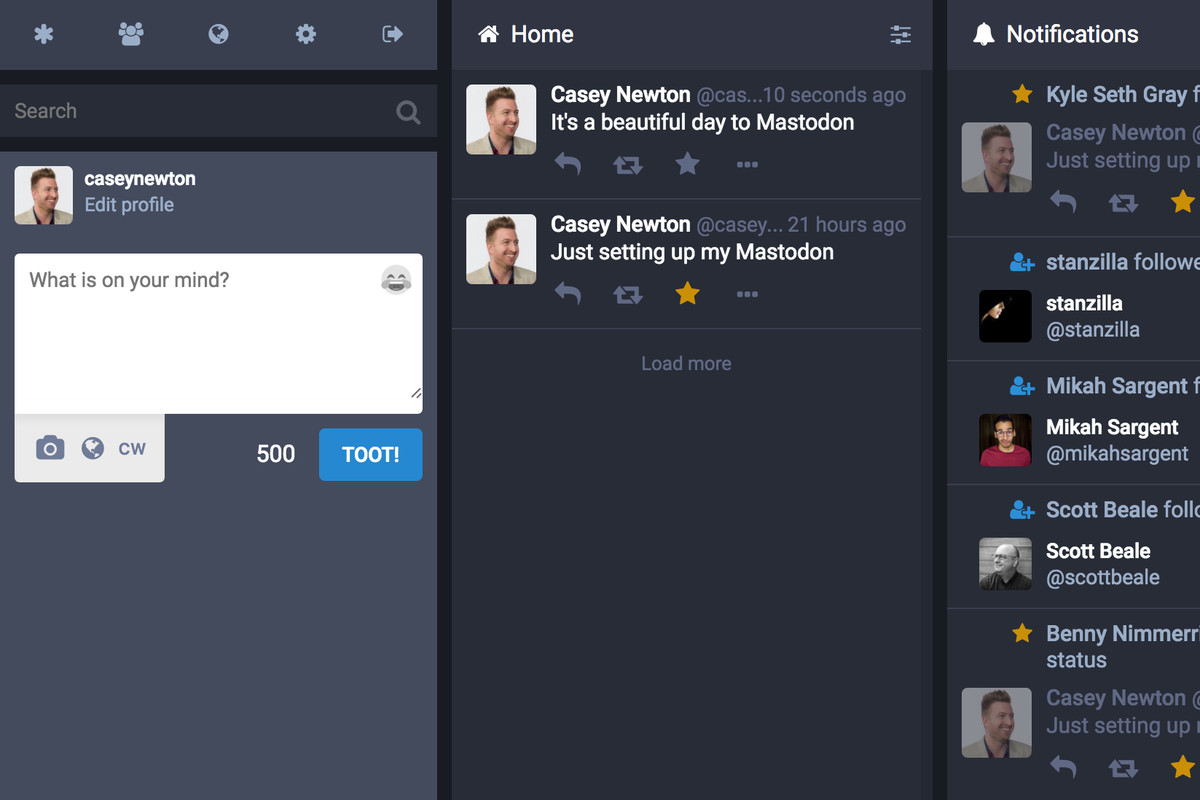 Search
caseynewton
Edit profile
What is on your mind?
CW
500
TOOT!
Home
Casey Newton @cas...10 seconds ago
It's a beautiful day to Mastodon
Casey Newton @casey... 21 hours ago
Just setting up my Mastodon
Load more
Notifications
Kyle Seth Gray f
Casey Newton @
Just setting up
stanzilla followe
stanzilla
@stanzilla
Mikah Sargent f
Mikah Sargent
@mikahsargent
Scott Beale follo
Scott Beale
@scottbeale
Benny Nimmerri
status
Casey Newton @
Just setting up